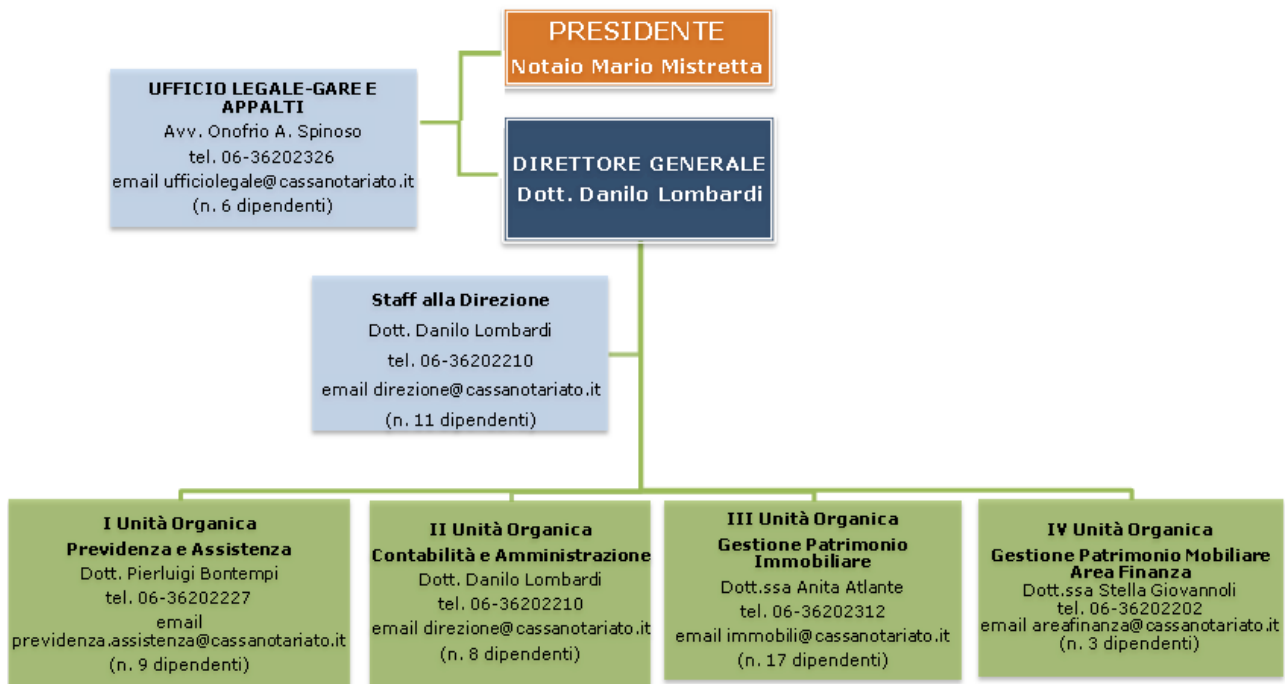 PRESIDENTE
Notaio Mario Mistretta
UFFICIO LEGALE-GARE E
APPALTI
Avv. Onofrio A. Spinoso
tel. 06-36202326
email ufficiolegale@cassanotariato.it
(n. 6 dipendenti)
DIRETTORE GENERALE
Dott. Danilo Lombardi
Staff alla Direzione
Dott. Danilo Lombardi
tel. 06-36202210
email direzione@cassanotariato.it
(n. 11 dipendenti)
I Unità Organica
Previdenza e Assistenza
Dott. Pierluigi Bontempi
tel. 06-36202227
email
previdenza.assistenza@cassanotariato.it
(n. 9 dipendenti)
II Unità Organica
Contabilità e Amministrazione
Dott. Danilo Lombardi
tel. 06-36202210
email direzione@cassanotariato.it
(n. 8 dipendenti)
III Unità Organica
Gestione Patrimonio
Immobiliare
Dott.ssa Anita Atlante
tel. 06-36202312
email immobili@cassanotariato.it
(n. 17 dipendenti)
IV Unità Organica
Gestione Patrimonio Mobiliare
Area Finanza
Dott.ssa Stella Giovannoli
tel. 06-36202202
email areafinanza@cassanotariato.it
(n. 3 dipendenti)